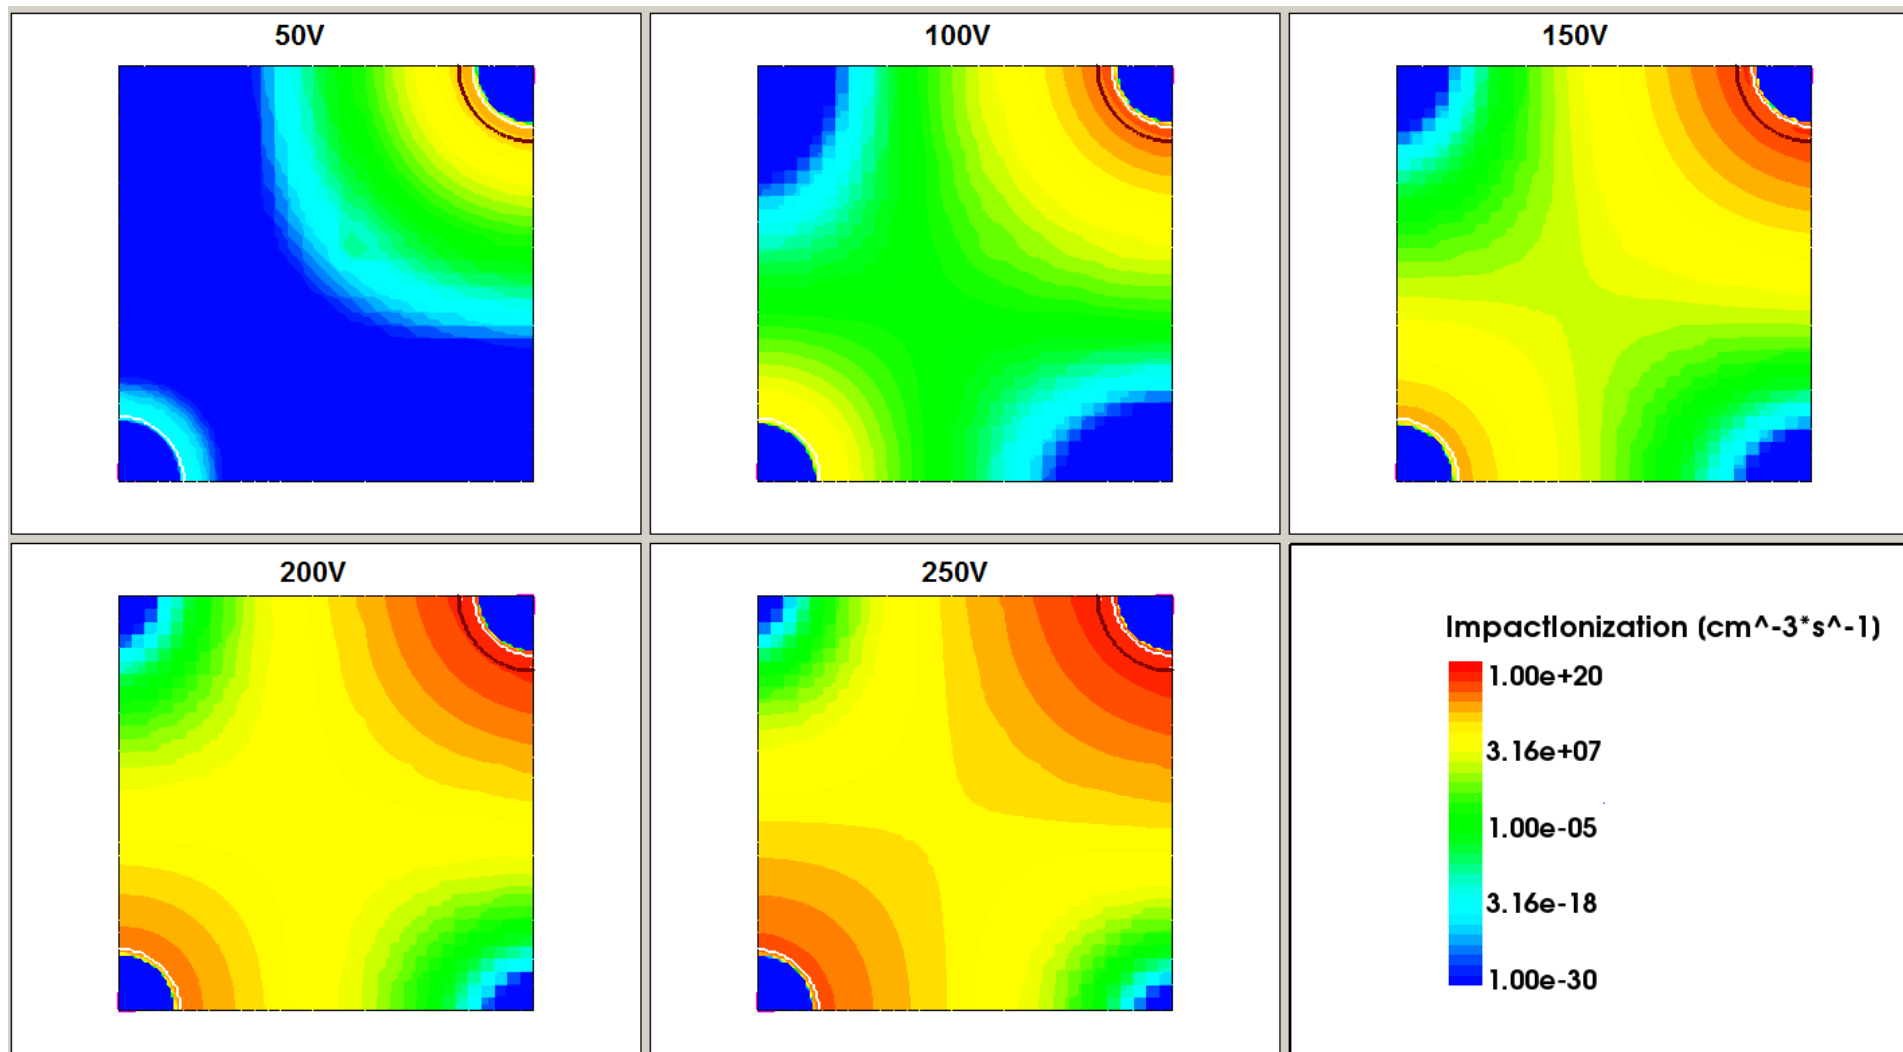 50V
100V
150V
200V
250V
ImpactIonization (cm^-3*s^-1)
1.00e+20
3.16e+07
1.00e-05
3.16e-18
1.00e-30